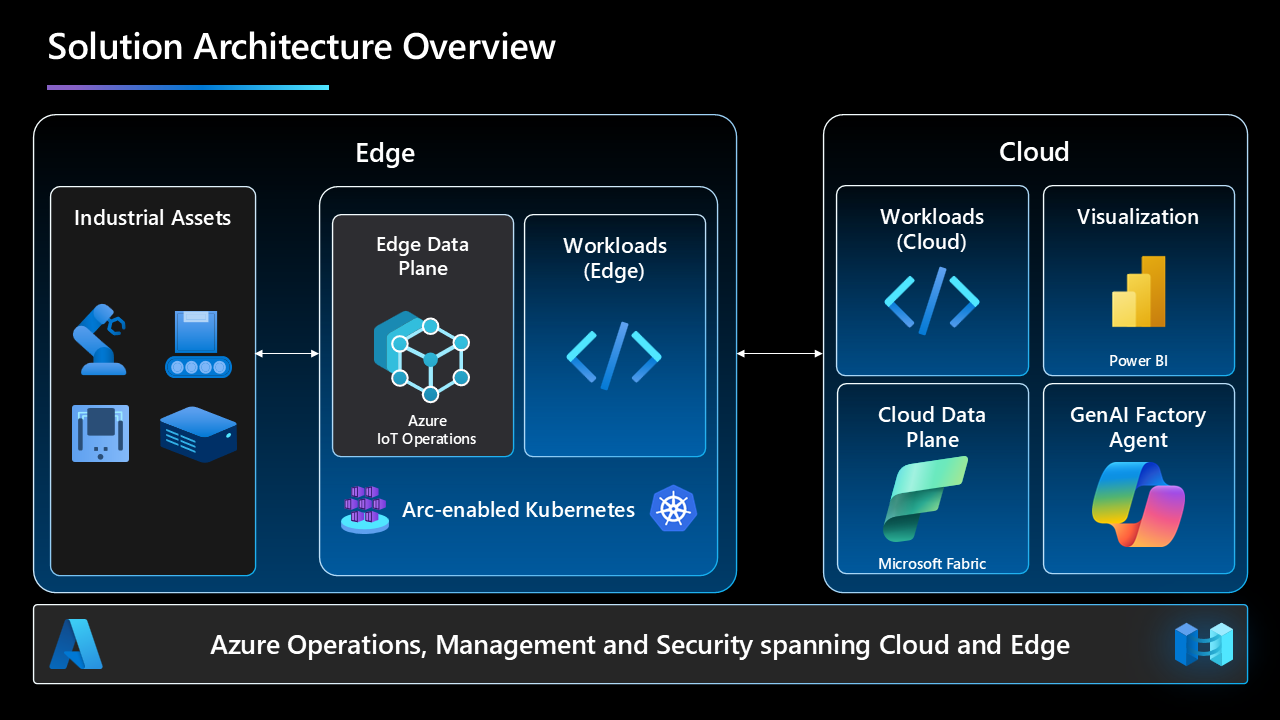 Solution Architecture Overview
Edge
Industrial Assets
Edge Data
Plane
Azure
IoT Operations
Workloads
(Edge)
Arc-enabled Kubernetes
Cloud
Workloads
(Cloud)
Visualization
Power BI
Cloud Data
Plane
Microsoft Fabric
GenAI Factory
Agent
Azure Operations, Management and Security spanning Cloud and Edge